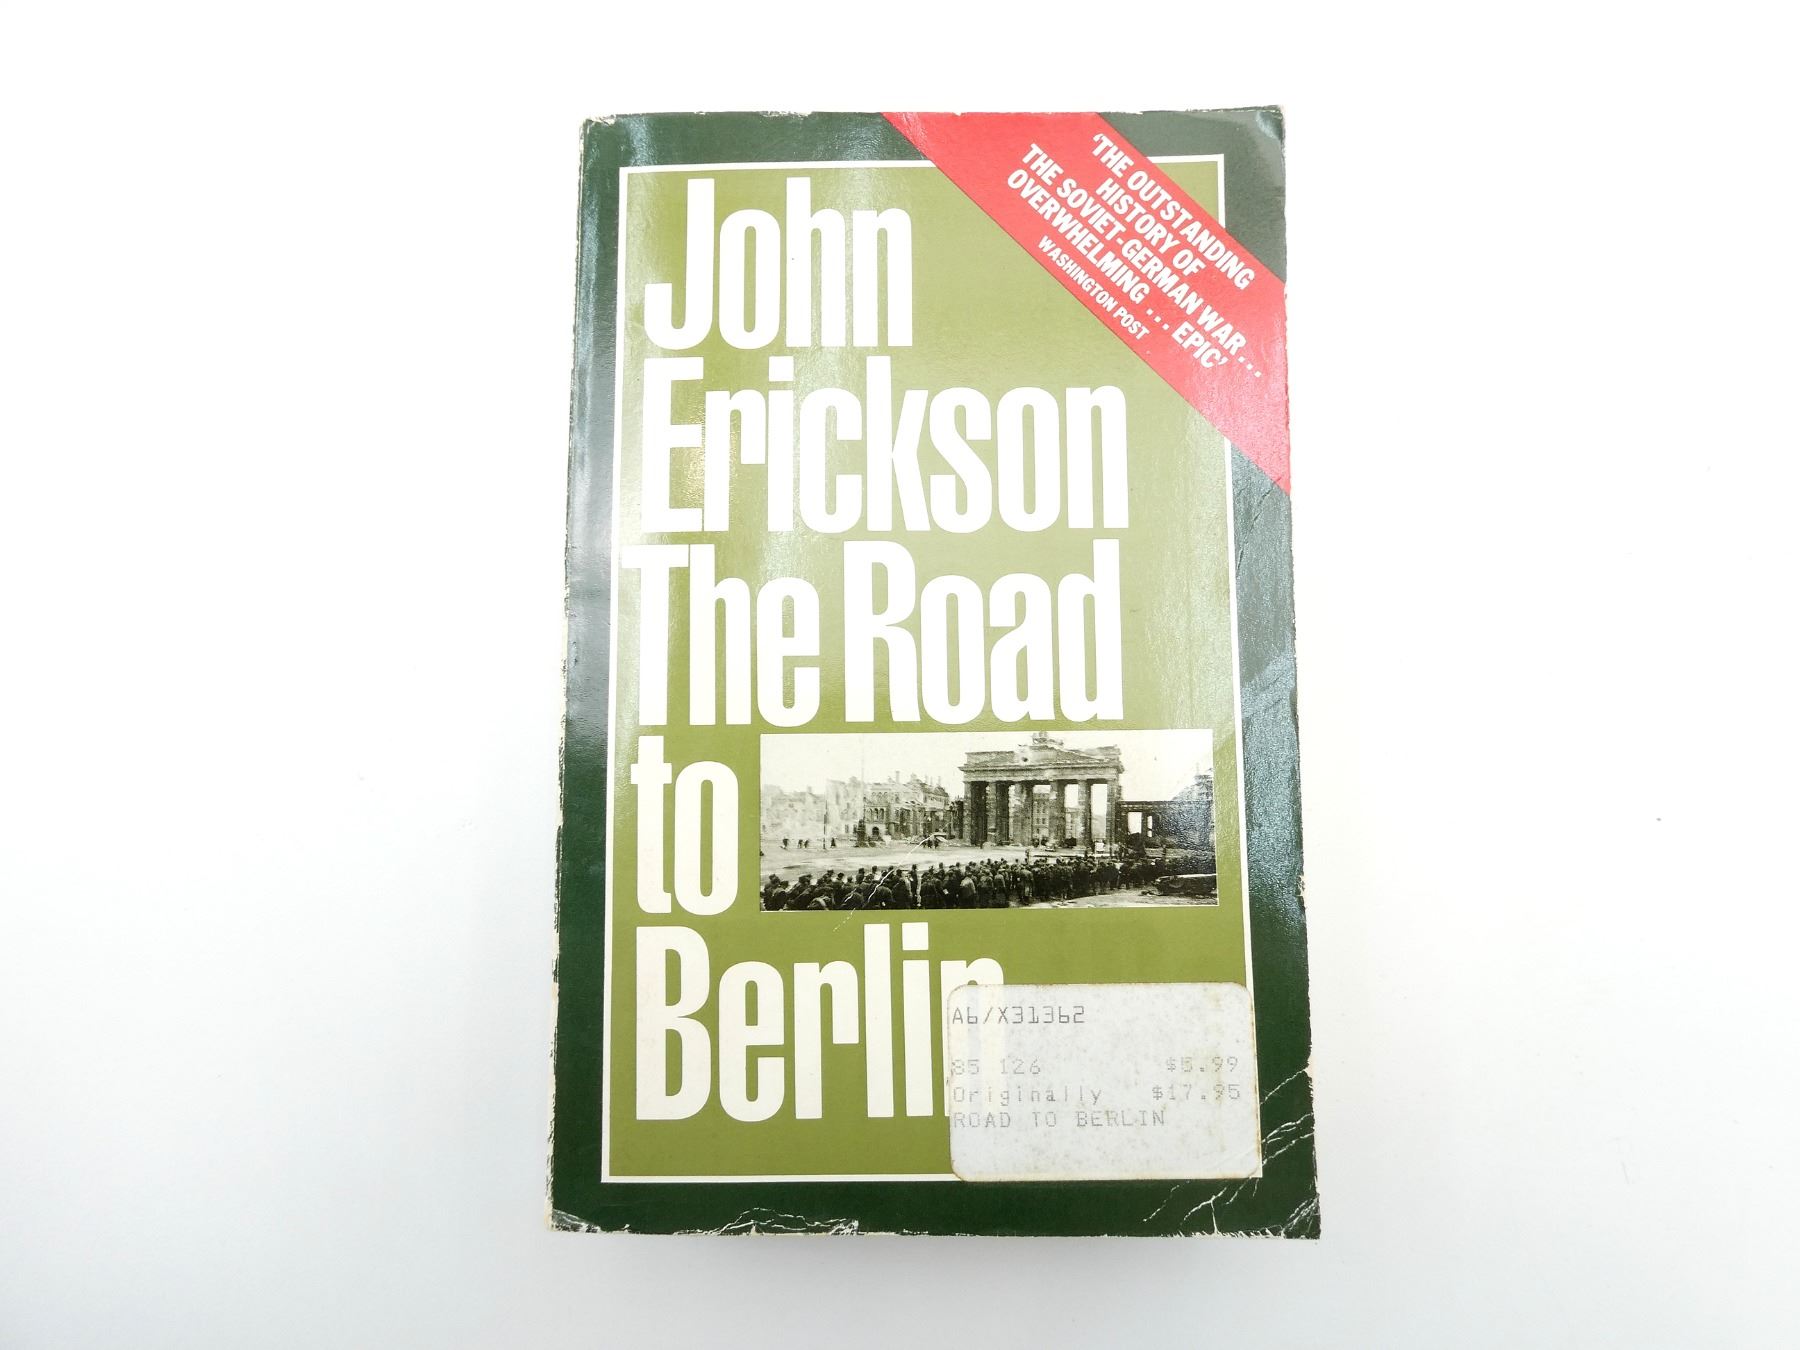 John
Erickson
The Road
to
Berlin
'THE OUTSTANDING
HISTORY OF
THE SOVIET-GERMAN WAR...
OVERWHELMING... EPIC'
WASHINGTON POST
A6/X31362
85 126 $5.99
Originally $17.95
ROAD TO BERLIN